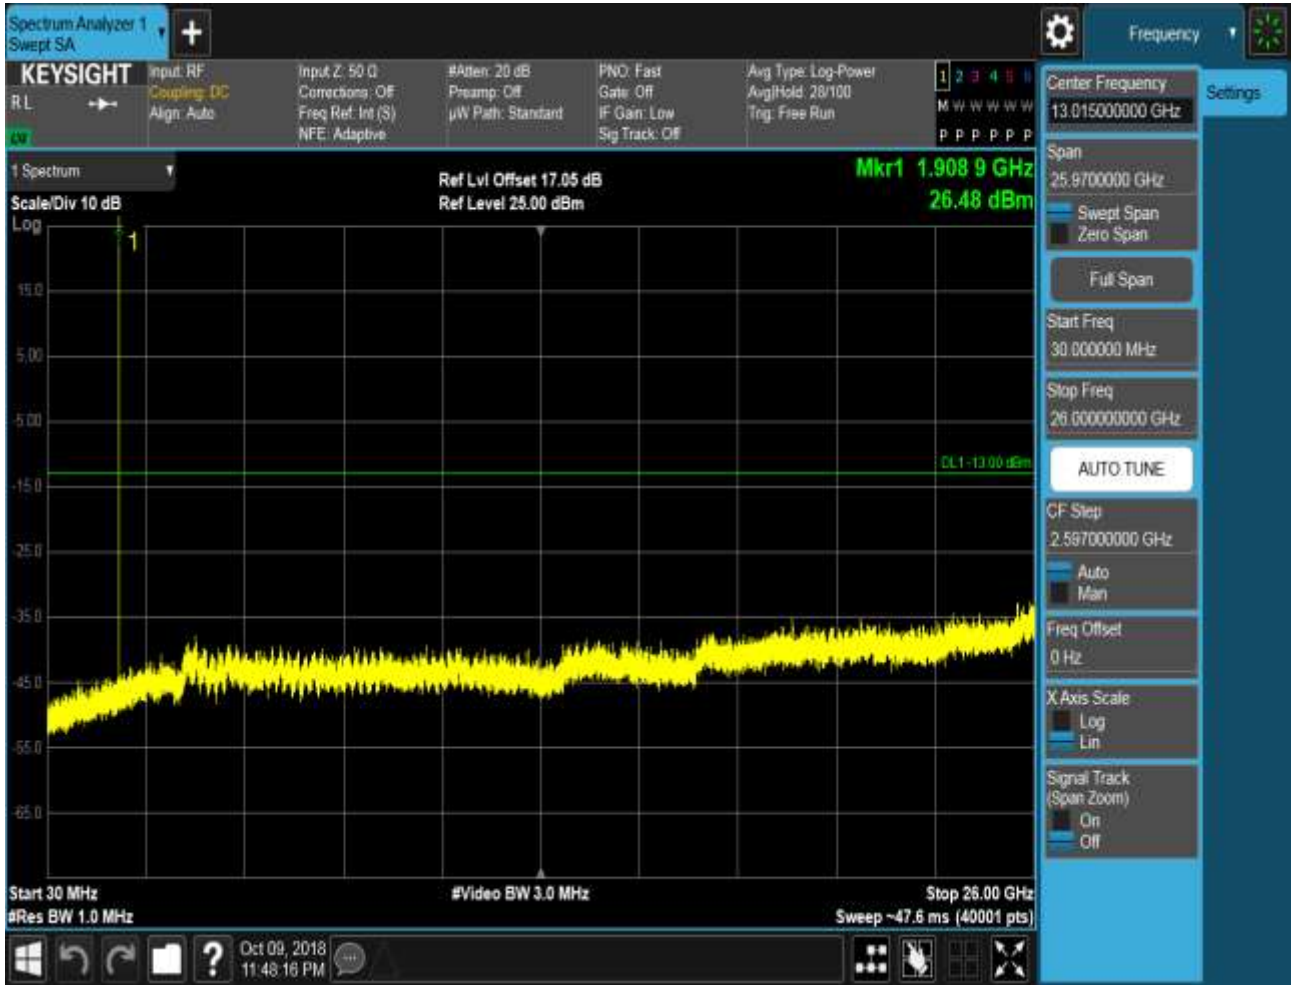 Spectrum Analyzer 1
Swept SA
Frequency
KEYSIGHT
R L
Input: RF
Coupling: DC
Align: Auto
Input Z: 50 Ω
Corrections: Off
Freq Ref: Int (S)
NFE: Adaptive
#Atten: 20 dB
Preamp: Off
µW Path: Standard
PNO: Fast
Gate: Off
IF Gain: Low
Sig Track: Off
Avg Type: Log-Power
Avg|Hold: 28/100
Trig: Free Run
1 2 3 4 5 6
M W W W W W
P P P P P P
1 Spectrum
Scale/Div 10 dB
Log
Ref Lvl Offset 17.05 dB
Ref Level 25.00 dBm
Mkr1 1.908 9 GHz
26.48 dBm
1
15.0
5.00
-5.00
DL1 -13.00 dBm
-15.0
-25.0
-35.0
-45.0
-55.0
-65.0
Start 30 MHz
#Video BW 3.0 MHz
Stop 26.00 GHz
#Res BW 1.0 MHz
Sweep ~47.6 ms (40001 pts)
Center Frequency
13.015000000 GHz
Settings
Span
25.9700000 GHz
Swept Span
Zero Span
Full Span
Start Freq
30.000000 MHz
Stop Freq
26.000000000 GHz
AUTO TUNE
CF Step
2.597000000 GHz
Auto
Man
Freq Offset
0 Hz
X Axis Scale
Log
Lin
Signal Track
(Span Zoom)
On
Off
?
Oct 09, 2018
11:48:16 PM